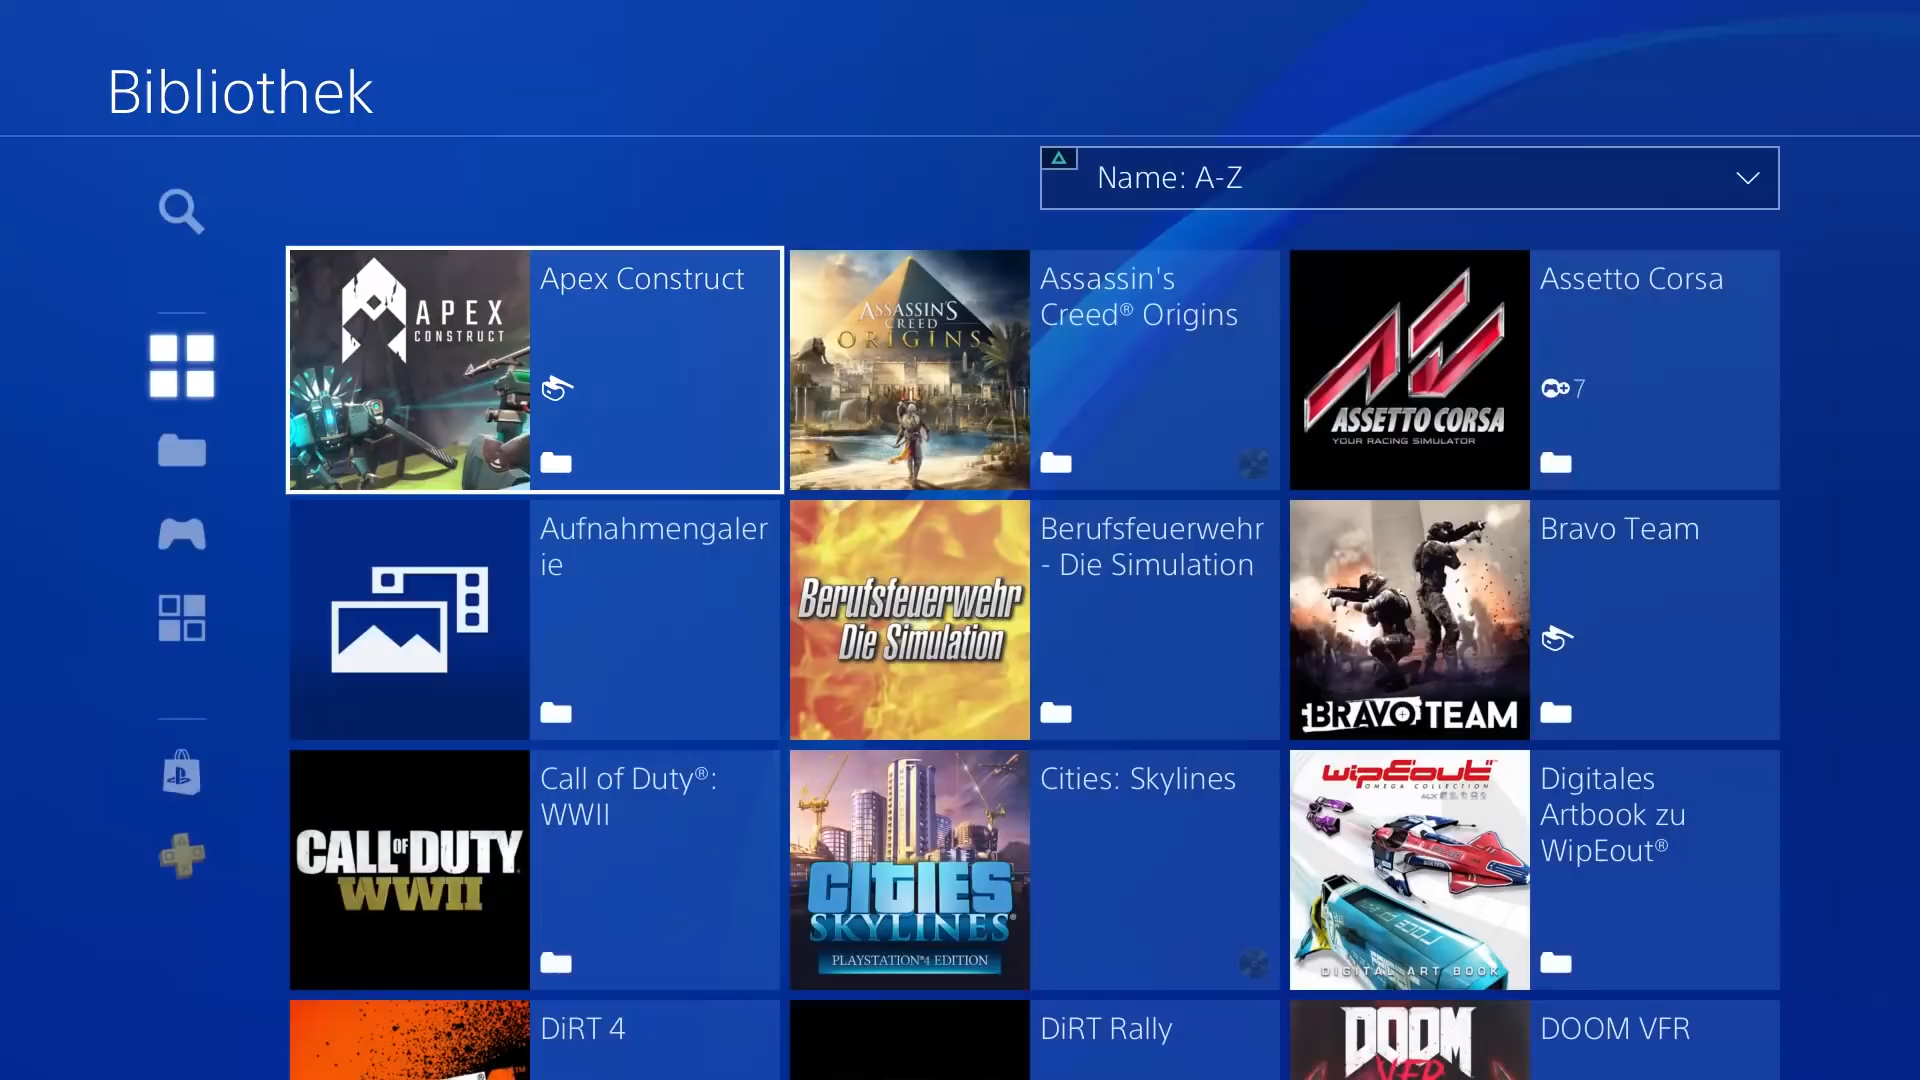 Bibliothek
Name: A-Z
APEX
CONSTRUCT
Apex Construct
ASSASSIN'S
CREED
ORIGINS
Assassin's
Creed® Origins
ASSETTO CORSA
YOUR RACING SIMULATOR
Assetto Corsa
7
Aufnahmengaler
ie
Berufsfeuerwehr
Die Simulation
Berufsfeuerwehr
- Die Simulation
BRAVO TEAM
Bravo Team
CALL OF DUTY
WWII
Call of Duty®:
WWII
CITIES
SKYLINES®
PLAYSTATION®4 EDITION
Cities: Skylines
wipEout™
OMEGA COLLECTION
DIGITAL ART BOOK
Digitales
Artbook zu
WipEout®
DiRT 4
DiRT Rally
DOOM
VFR
DOOM VFR